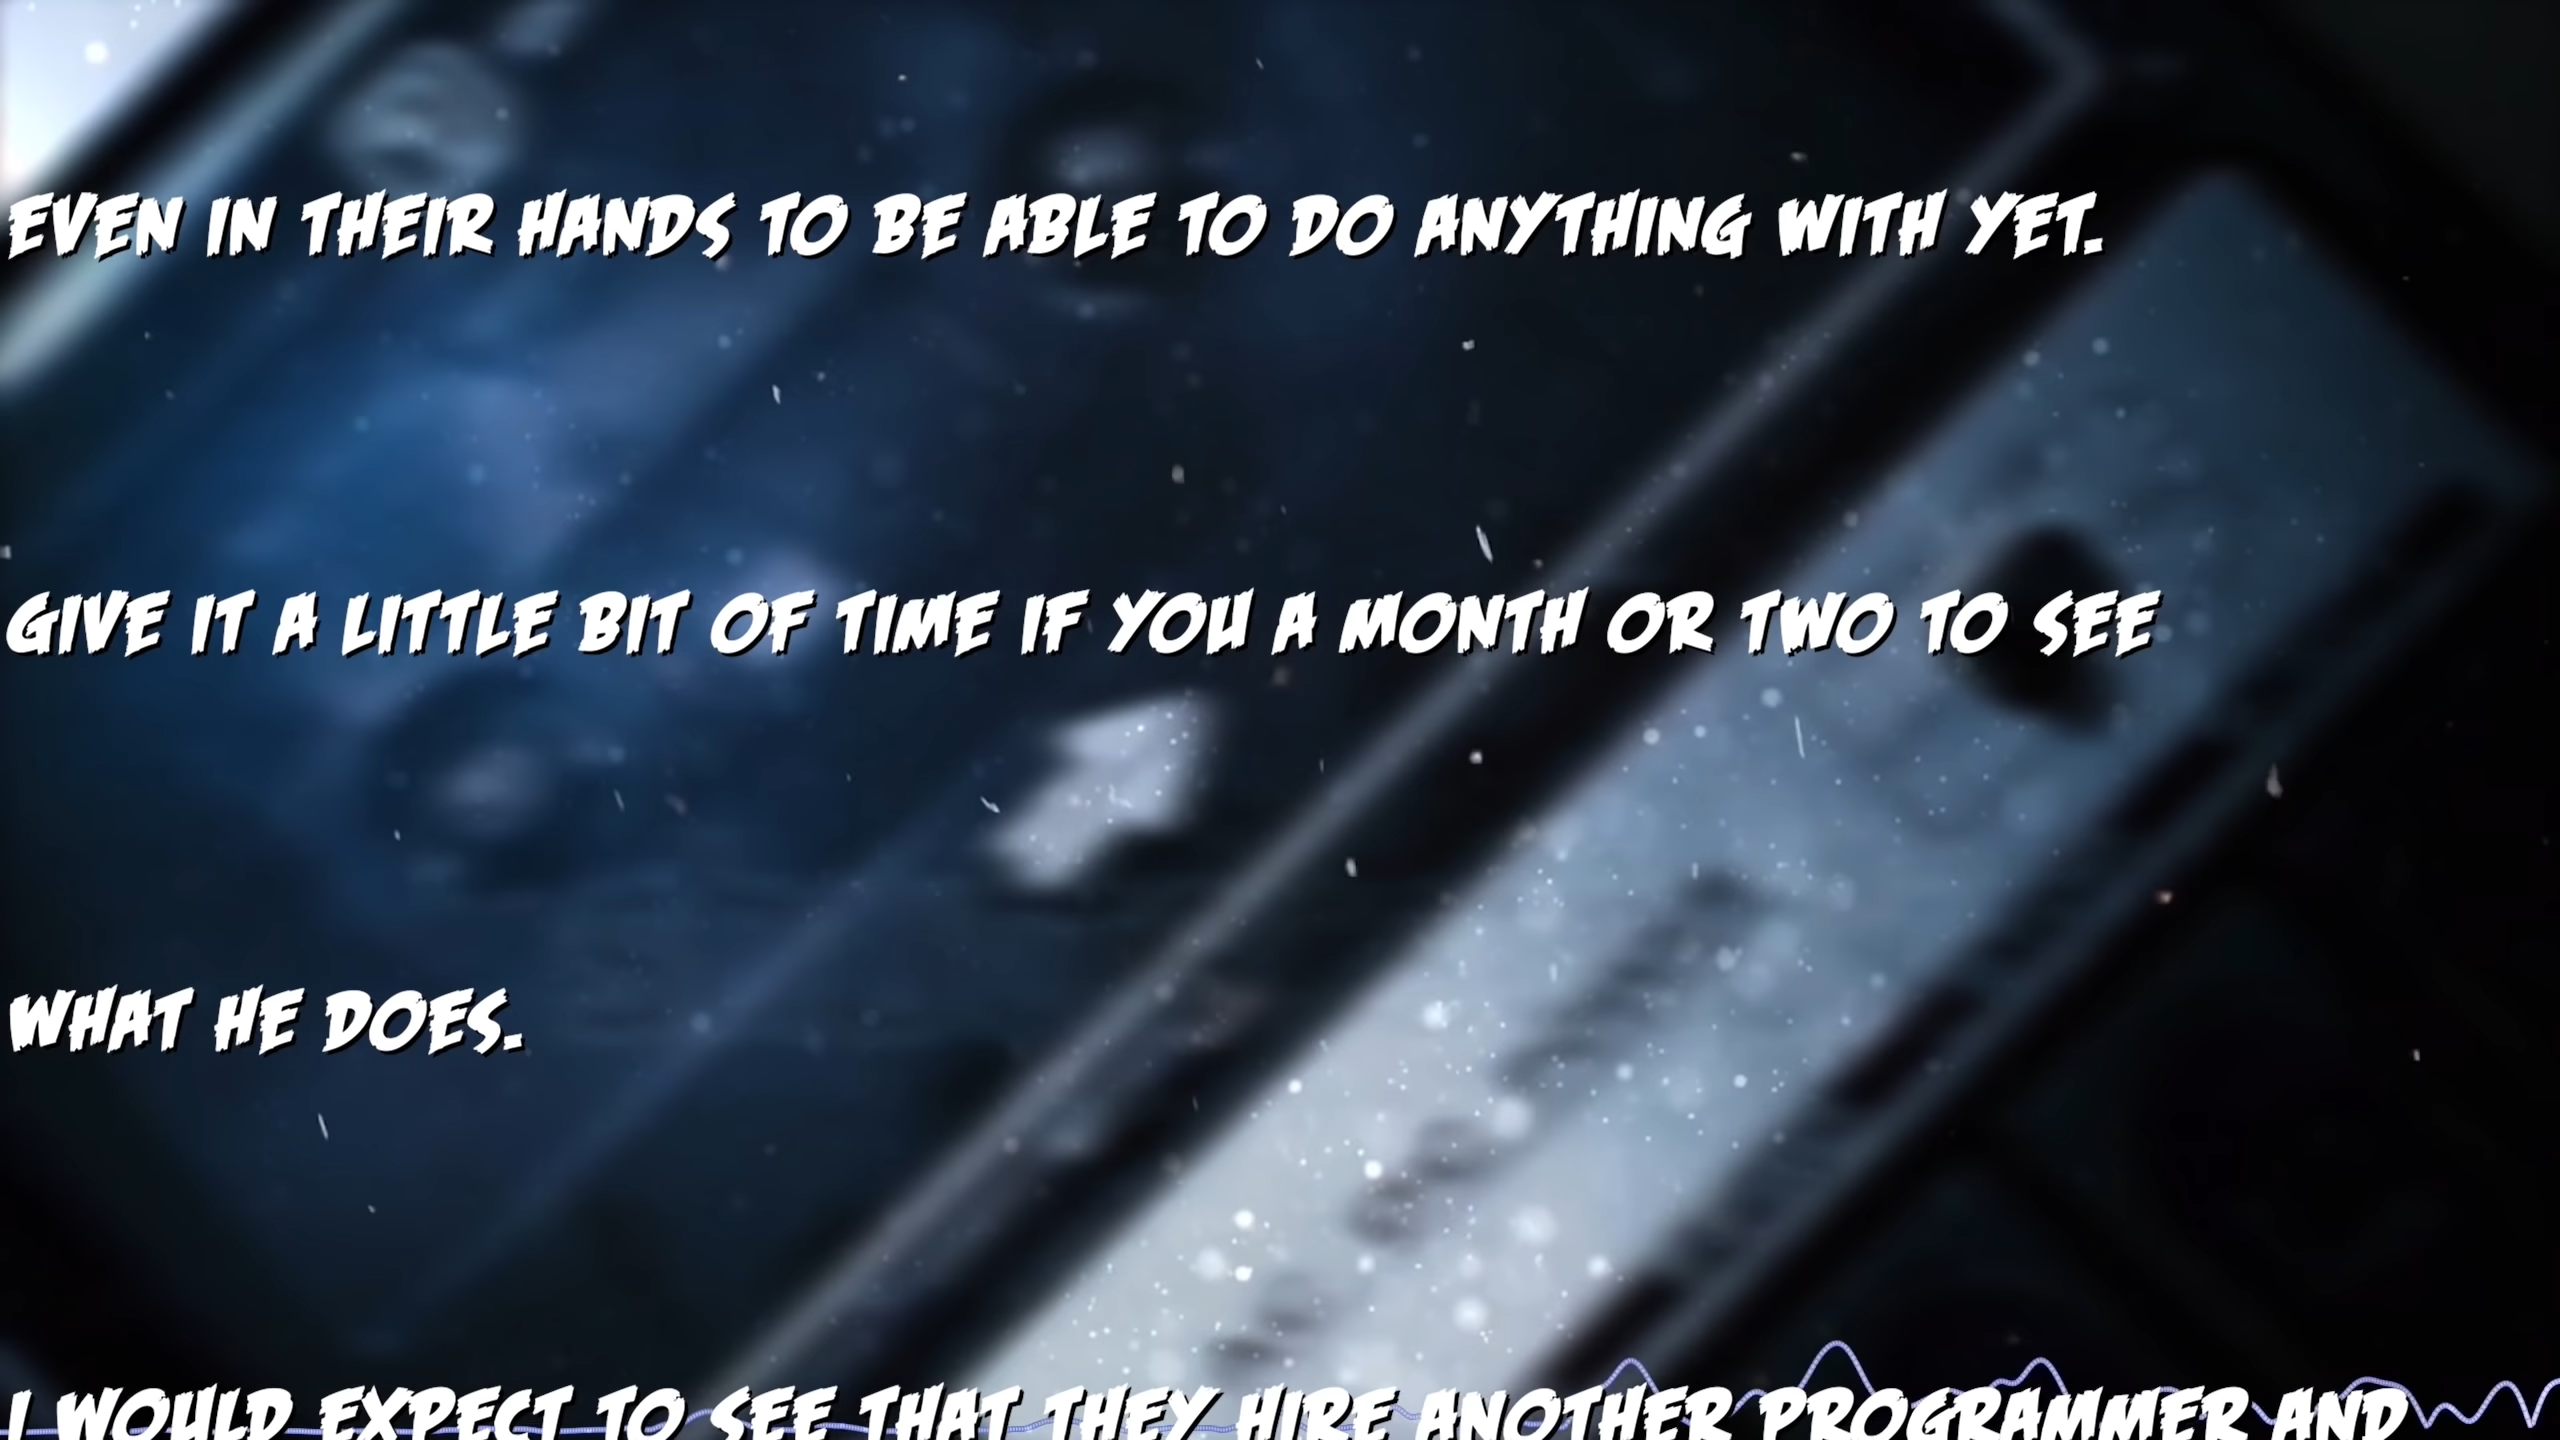 EVEN IN THEIR HANDS TO BE ABLE TO DO ANYTHING WITH YET.
GIVE IT A LITTLE BIT OF TIME IF YOU A MONTH OR TWO TO SEE
WHAT HE DOES.
I WOULD EXPECT TO SEE THAT THEY HIRE ANOTHER PROGRAMMER AND